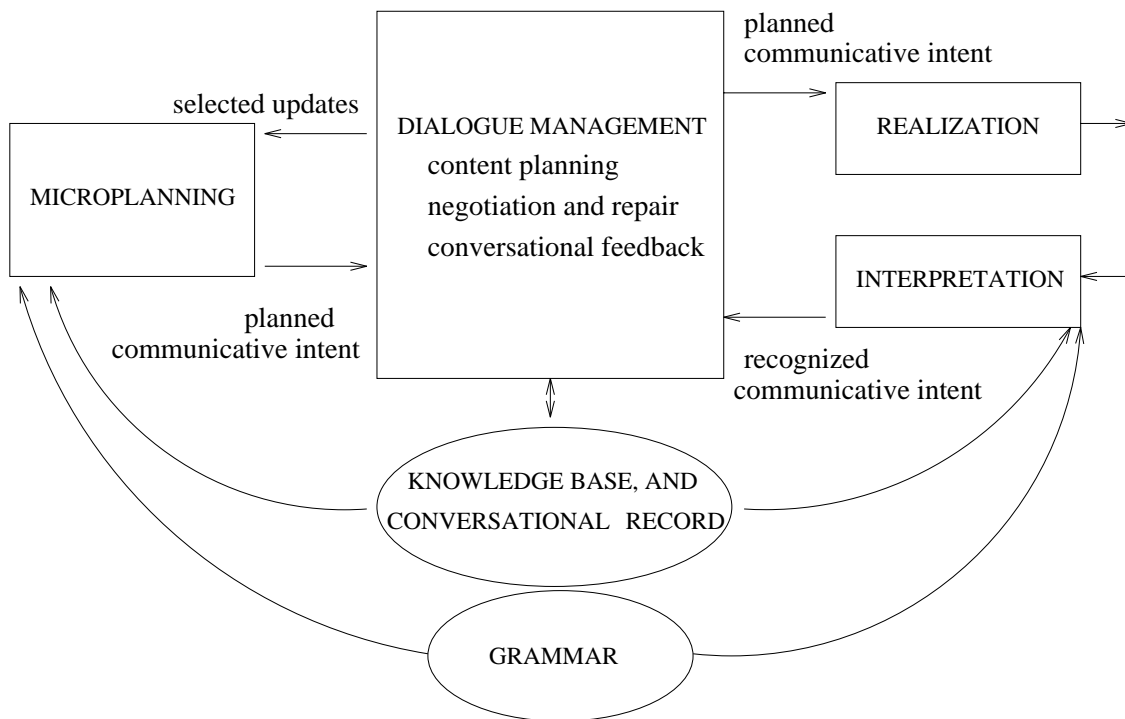 planned
communicative intent
selected updates
REALIZATION
DIALOGUE MANAGEMENT
content planning
negotiation and repair
conversational feedback
MICROPLANNING
INTERPRETATION
planned
communicative intent
recognized
communicative intent
KNOWLEDGE BASE, AND
CONVERSATIONAL RECORD
GRAMMAR